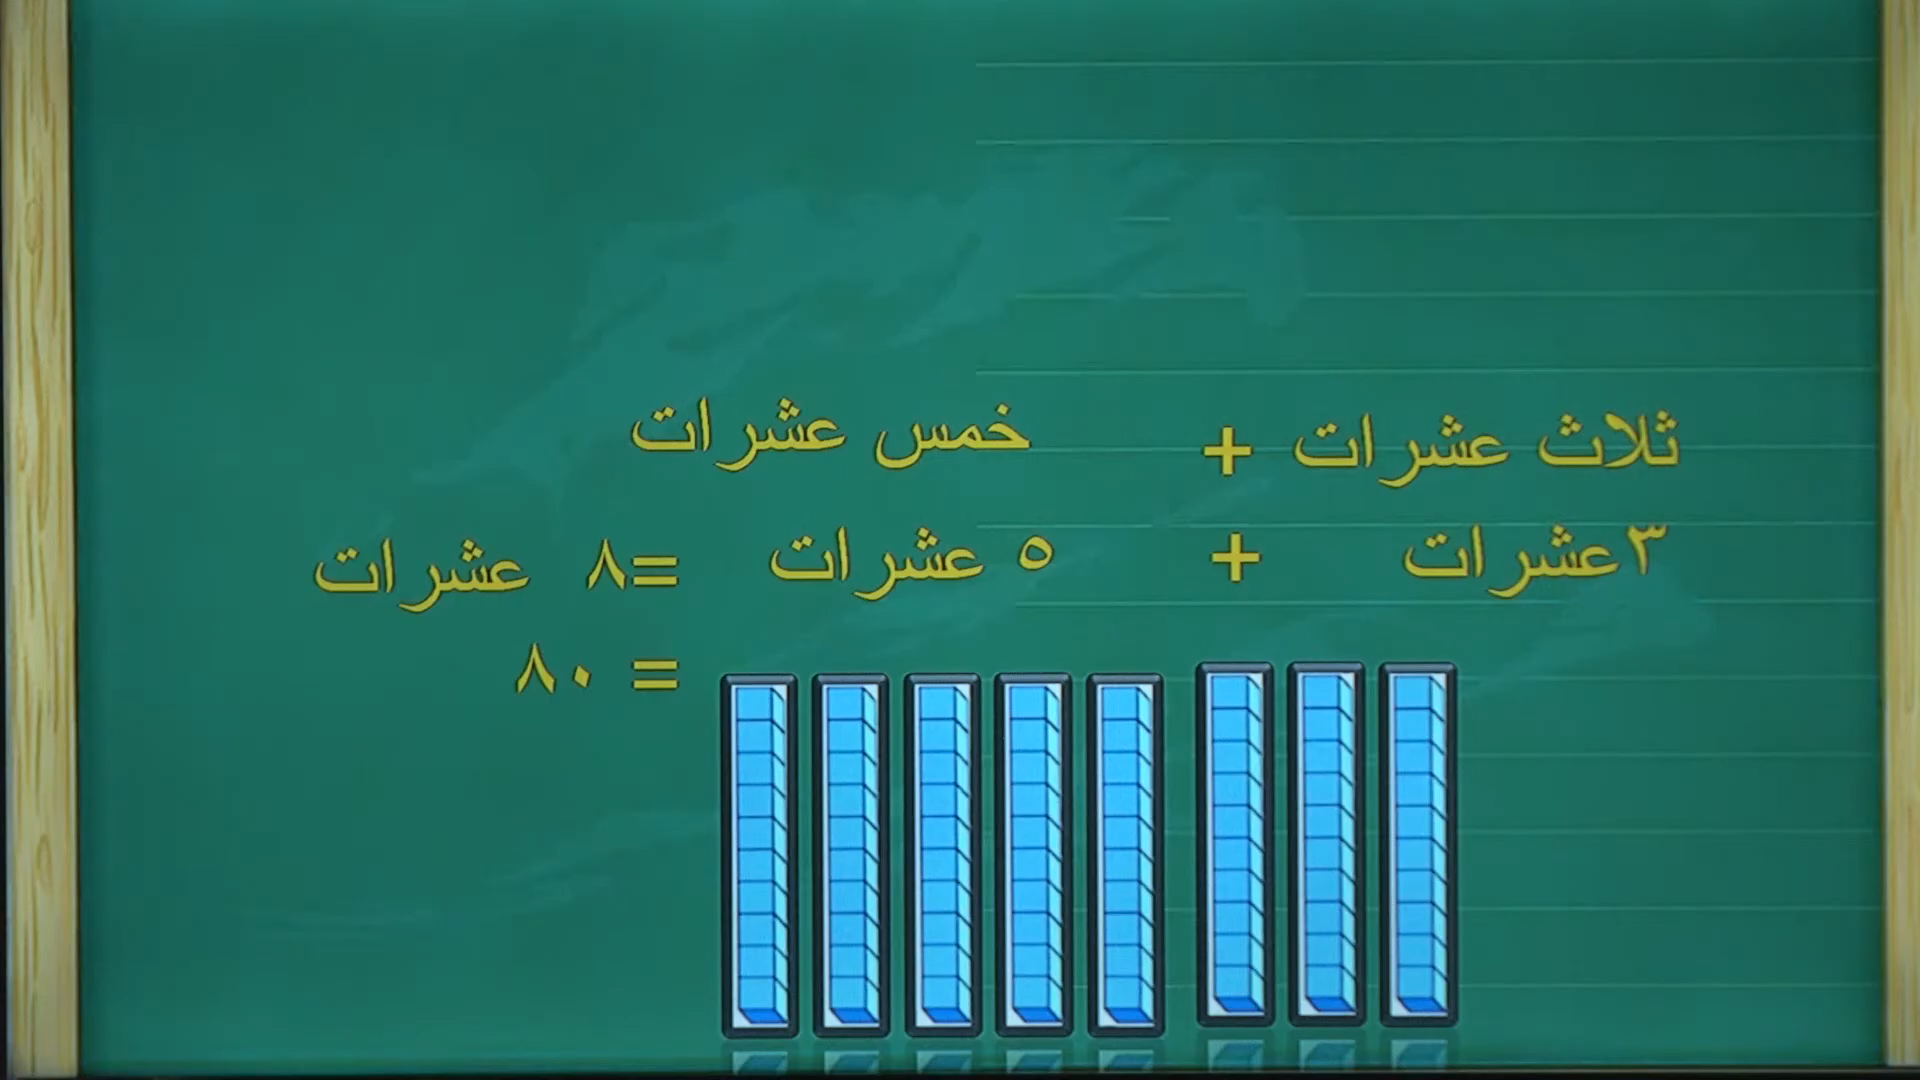 ثلاث عشرات + خمس عشرات
٣عشرات + ٥ عشرات =٨ عشرات
= ٨٠